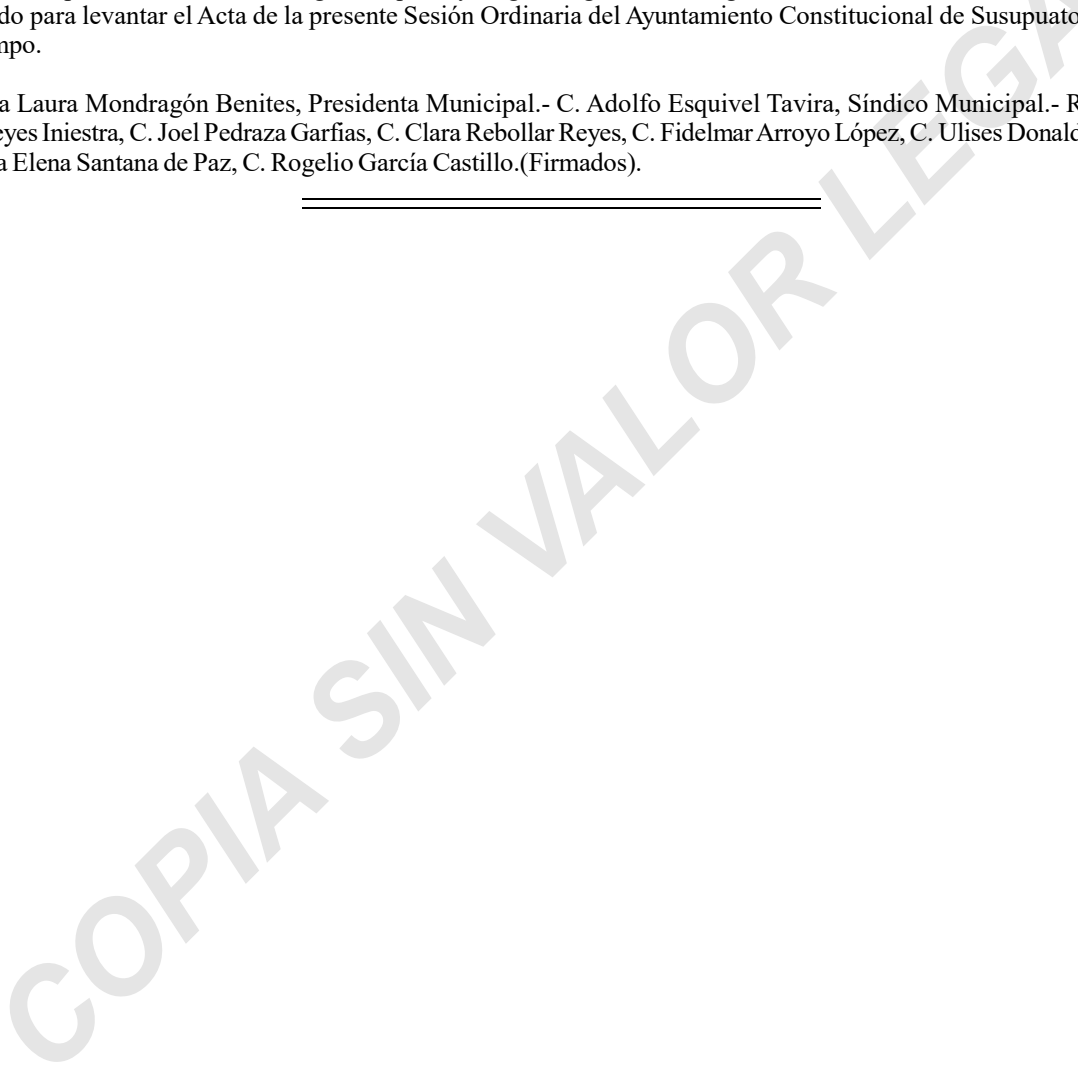 do para levantar el Acta de la presente Sesión Ordinaria del Ayuntamiento Constitucional de Susupuato
mpo.
a Laura Mondragón Benites, Presidenta Municipal.- C. Adolfo Esquivel Tavira, Síndico Municipal.- R
eyes Iniestra, C. Joel Pedraza Garfias, C. Clara Rebollar Reyes, C. Fidelmar Arroyo López, C. Ulises Donald
a Elena Santana de Paz, C. Rogelio García Castillo.(Firmados).
COPIA SIN VALOR LEGA